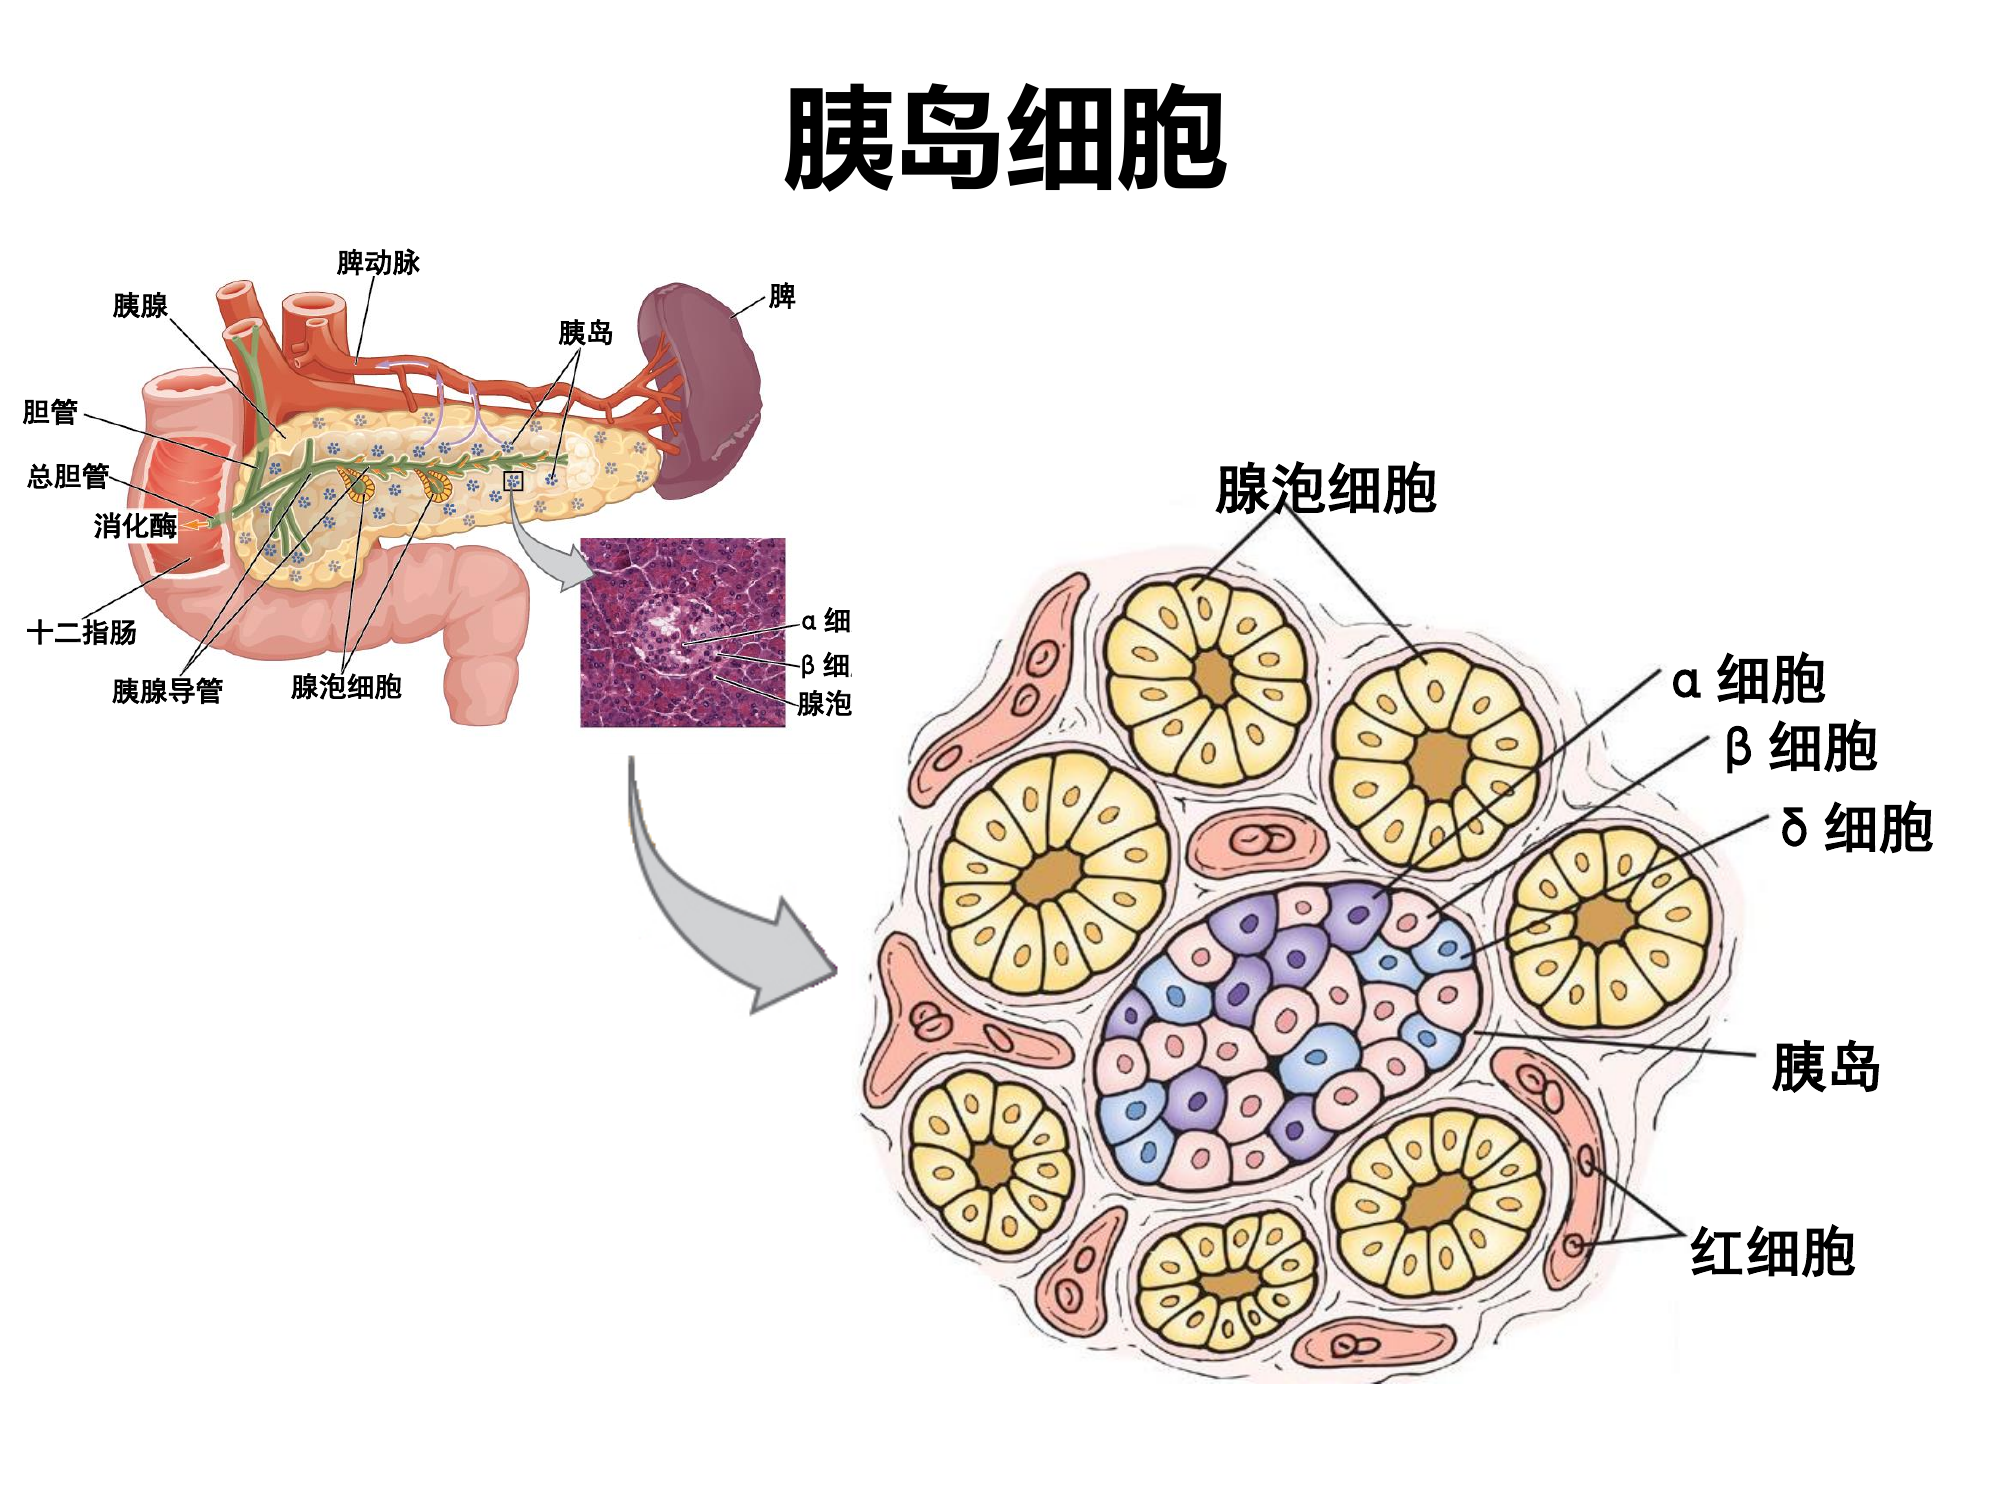 胰岛细胞
脾动脉
胰腺
脾
胰岛
胆管
总胆管
消化酶
十二指肠
胰腺导管
腺泡细胞
α 细
β 细
腺泡
腺泡细胞
α 细胞
β 细胞
δ 细胞
胰岛
红细胞